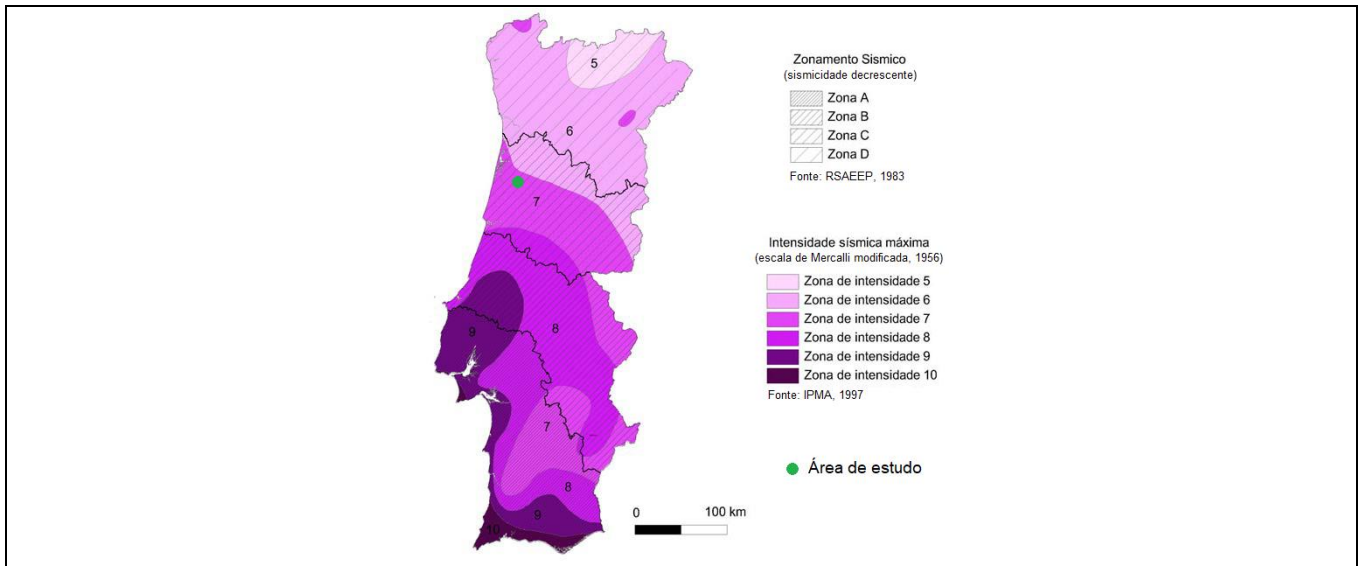 5
6
7
8
9
7
8
9
10
0 100 km
Zonamento Sismico
(sismicidade decrescente)
Zona A
Zona B
Zona C
Zona D
Fonte: RSAEEP, 1983
Intensidade sísmica máxima
(escala de Mercalli modificada, 1956)
Zona de intensidade 5
Zona de intensidade 6
Zona de intensidade 7
Zona de intensidade 8
Zona de intensidade 9
Zona de intensidade 10
Fonte: IPMA, 1997
Área de estudo